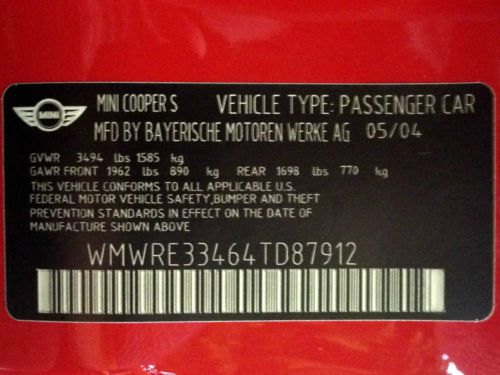 MINI
MINI COOPER S VEHICLE TYPE: PASSENGER CAR
MFD BY BAYERISCHE MOTOREN WERKE AG 05/04
GVWR 3494 lbs 1585 kg
GAWR FRONT 1962 lbs 890 kg REAR 1698 lbs 770 kg
THIS VEHICLE CONFORMS TO ALL APPLICABLE U.S.
FEDERAL MOTOR VEHICLE SAFETY,BUMPER AND THEFT
PREVENTION STANDARDS IN EFFECT ON THE DATE OF
MANUFACTURE SHOWN ABOVE
WMWRE33464TD87912